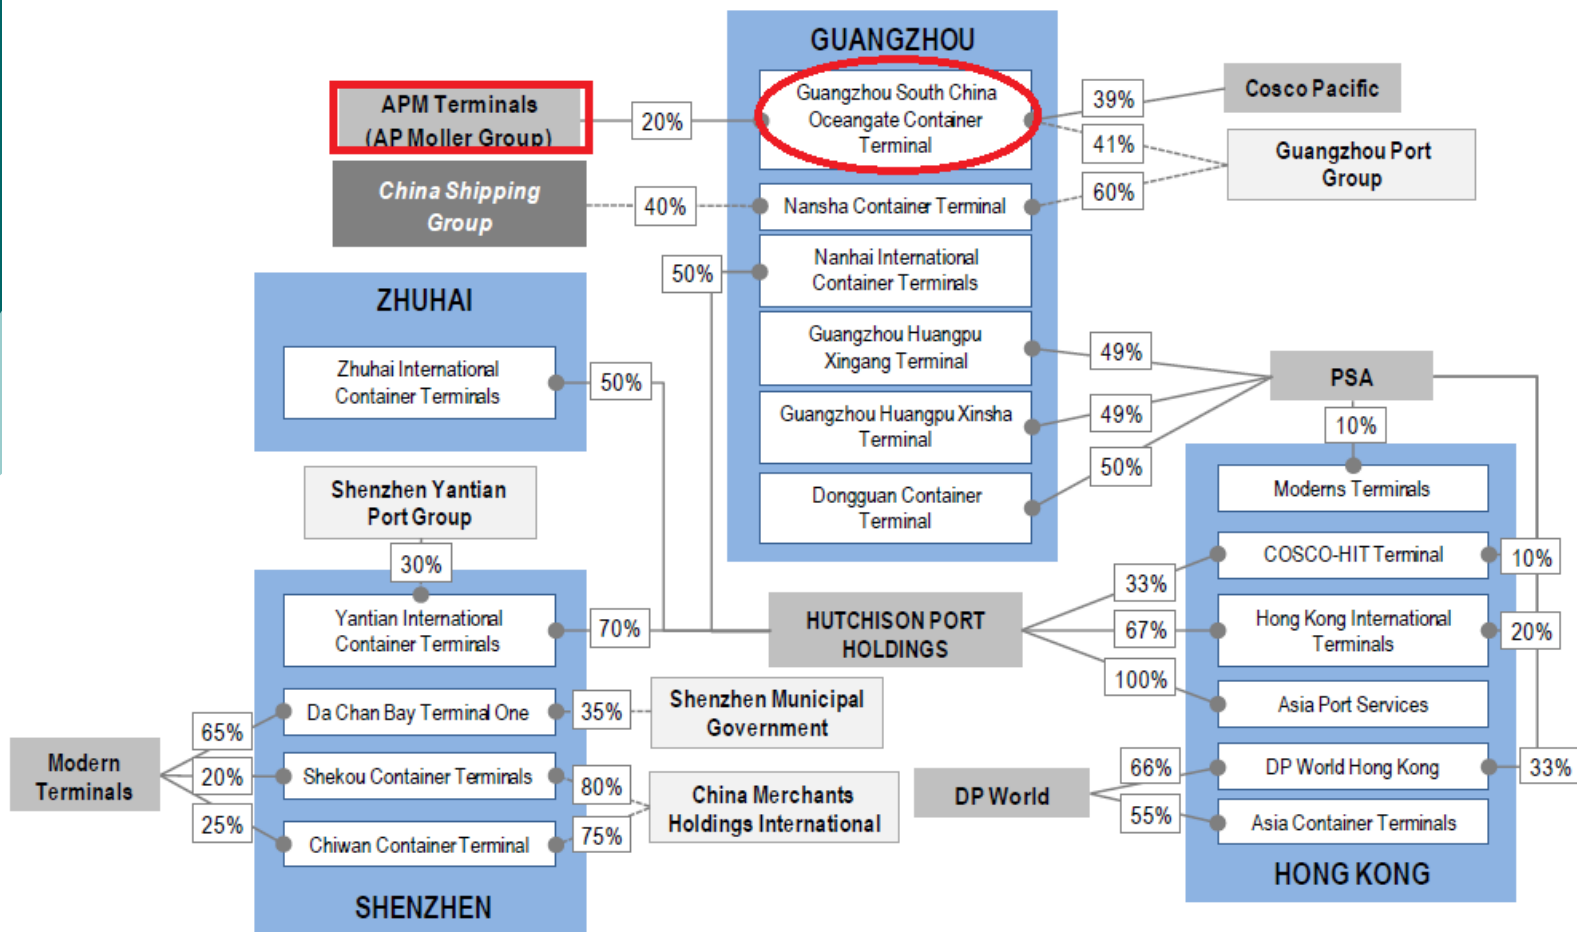 GUANGZHOU
APM Terminals
(AP Moller Group)
20%
Guangzhou South China
Oceangate Container
Terminal
39%
Cosco Pacific
41%
Guangzhou Port
Group
China Shipping
Group
40%
Nansha Container Terminal
60%
50%
Nanhai International
Container Terminals
ZHUHAI
Zhuhai International
Container Terminals
50%
Guangzhou Huangpu
Xingang Terminal
49%
PSA
Guangzhou Huangpu Xinsha
Terminal
49%
10%
Dongguan Container
Terminal
50%
Shenzhen Yantian
Port Group
30%
Moderns Terminals
COSCO-HIT Terminal
10%
33%
Yantian International
Container Terminals
70%
HUTCHISON PORT
HOLDINGS
67%
Hong Kong International
Terminals
20%
100%
Asia Port Services
Da Chan Bay Terminal One
35%
Shenzhen Municipal
Government
65%
Modern
Terminals
20%
Shekou Container Terminals
80%
China Merchants
Holdings International
25%
Chiwan Container Terminal
75%
DP World
66%
DP World Hong Kong
33%
55%
Asia Container Terminals
HONG KONG
SHENZHEN